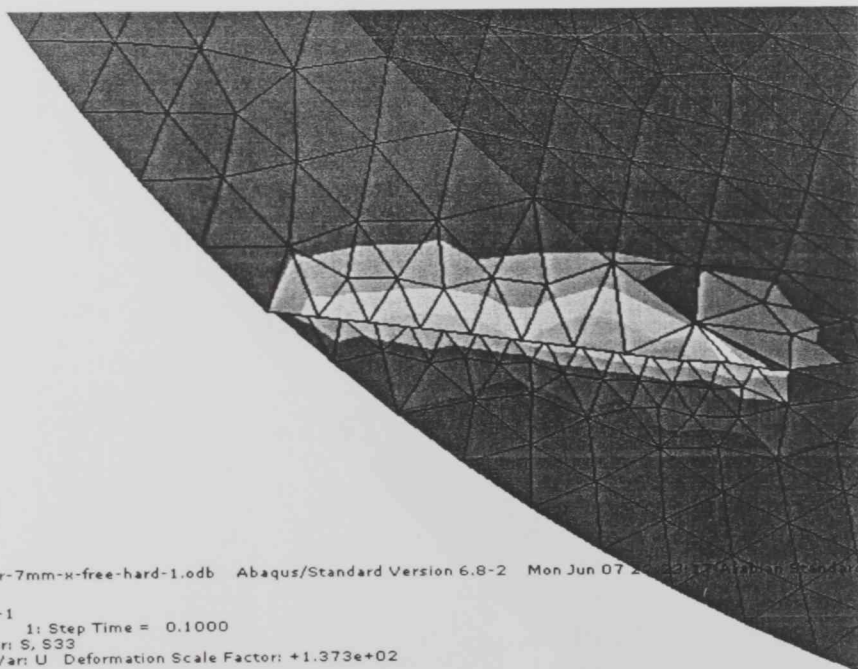 r-7mm-x-free-hard-1.odb Abaqus/Standard Version 6.8-2 Mon Jun 07
-1
1: Step Time = 0.1000
r: S, S33
/ar: U Deformation Scale Factor: +1.373e+02